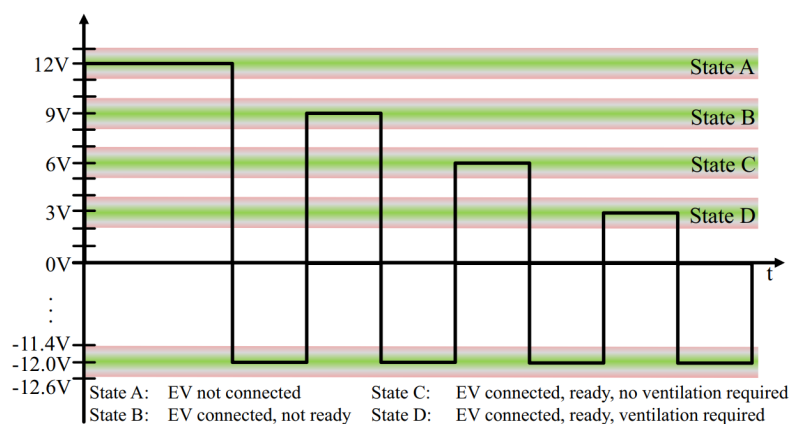 12V
State A
9V
State B
6V
State C
3V
State D
0V
t
...
-11.4V
-12.0V
-12.6V
State A: EV not connected State C: EV connected, ready, no ventilation required
State B: EV connected, not ready State D: EV connected, ready, ventilation required